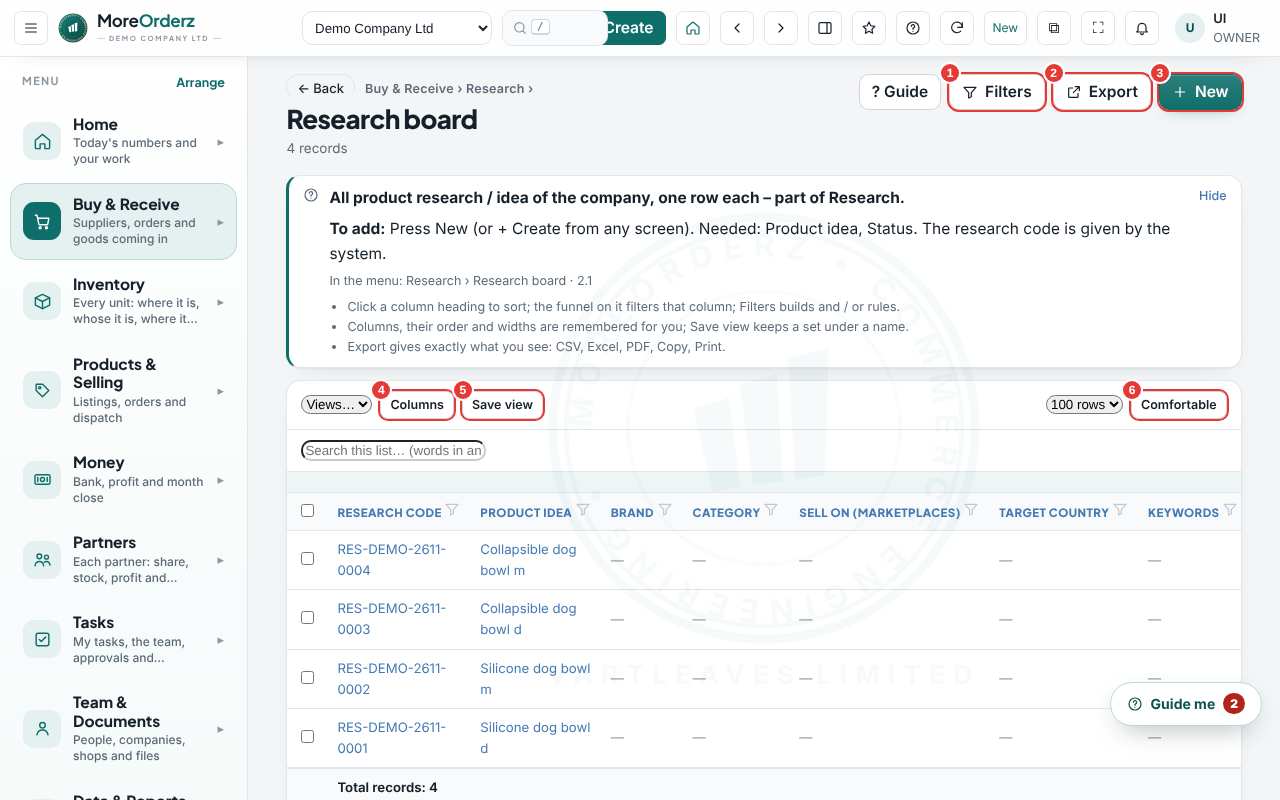 MoreOrderz
— DEMO COMPANY LTD —
Demo Company Ltd
/
Create
New
U
UI
OWNER
MENU
Arrange
Home
Today's numbers and
your work
Buy & Receive
Suppliers, orders and
goods coming in
Inventory
Every unit: where it is,
whose it is, where it…
Products &
Selling
Listings, orders and
dispatch
Money
Bank, profit and month
close
Partners
Each partner: share,
stock, profit and…
Tasks
My tasks, the team,
approvals and…
Team &
Documents
People, companies,
shops and files
Data & Reports
← Back
Buy & Receive › Research ›
Research board
4 records
? Guide
1
Filters
2
Export
3
+ New
All product research / idea of the company, one row each – part of Research.
Hide
To add: Press New (or + Create from any screen). Needed: Product idea, Status. The research code is given by the
system.
In the menu: Research › Research board · 2.1
• Click a column heading to sort; the funnel on it filters that column; Filters builds and / or rules.
• Columns, their order and widths are remembered for you; Save view keeps a set under a name.
• Export gives exactly what you see: CSV, Excel, PDF, Copy, Print.
Views…
4
Columns
5
Save view
100 rows
6
Comfortable
Search this list… (words in an
RESEARCH CODE PRODUCT IDEA BRAND CATEGORY SELL ON (MARKETPLACES) TARGET COUNTRY KEYWORDS
RES-DEMO-2611-
0004
Collapsible dog
bowl m
— — — — —
RES-DEMO-2611-
0003
Collapsible dog
bowl d
— — — — —
RES-DEMO-2611-
0002
Silicone dog bowl
m
— — — — —
RES-DEMO-2611-
0001
Silicone dog bowl
d
— — — — —
Total records: 4
Guide me 2